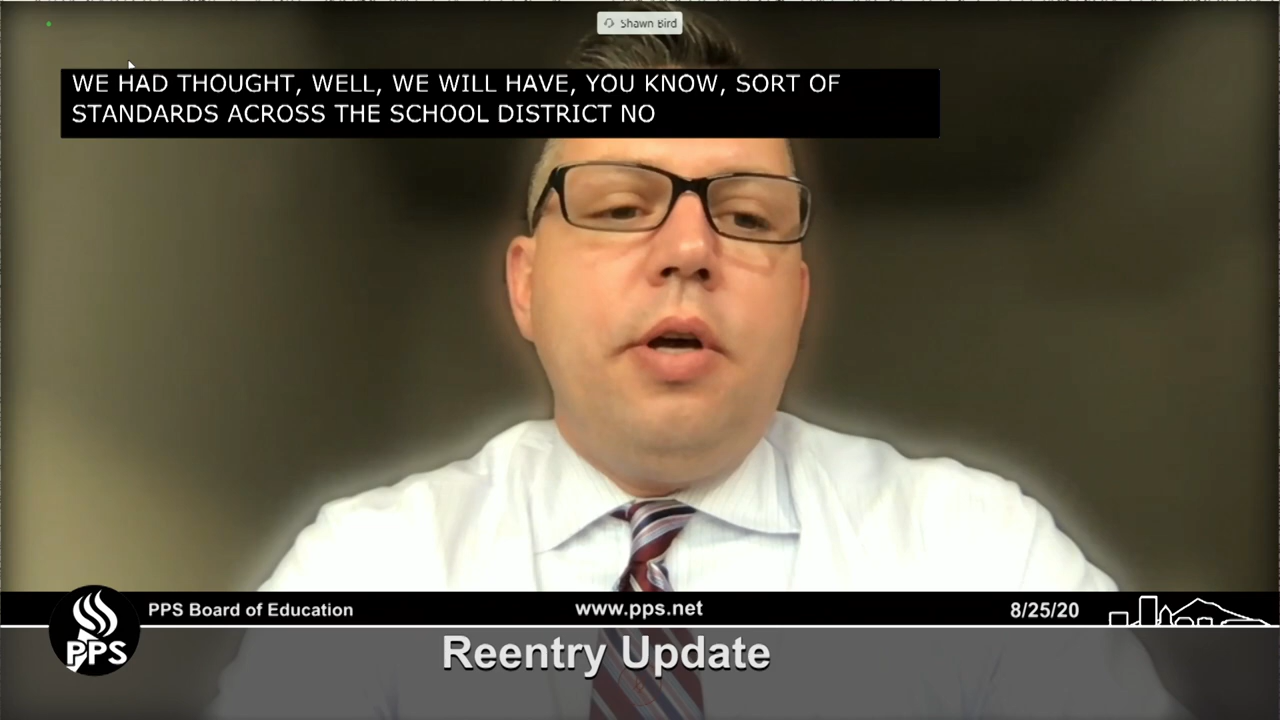 Shawn Bird
WE HAD THOUGHT, WELL, WE WILL HAVE, YOU KNOW, SORT OF
STANDARDS ACROSS THE SCHOOL DISTRICT NO
PPS Board of Education
www.pps.net
8/25/20
PPS
Reentry Update